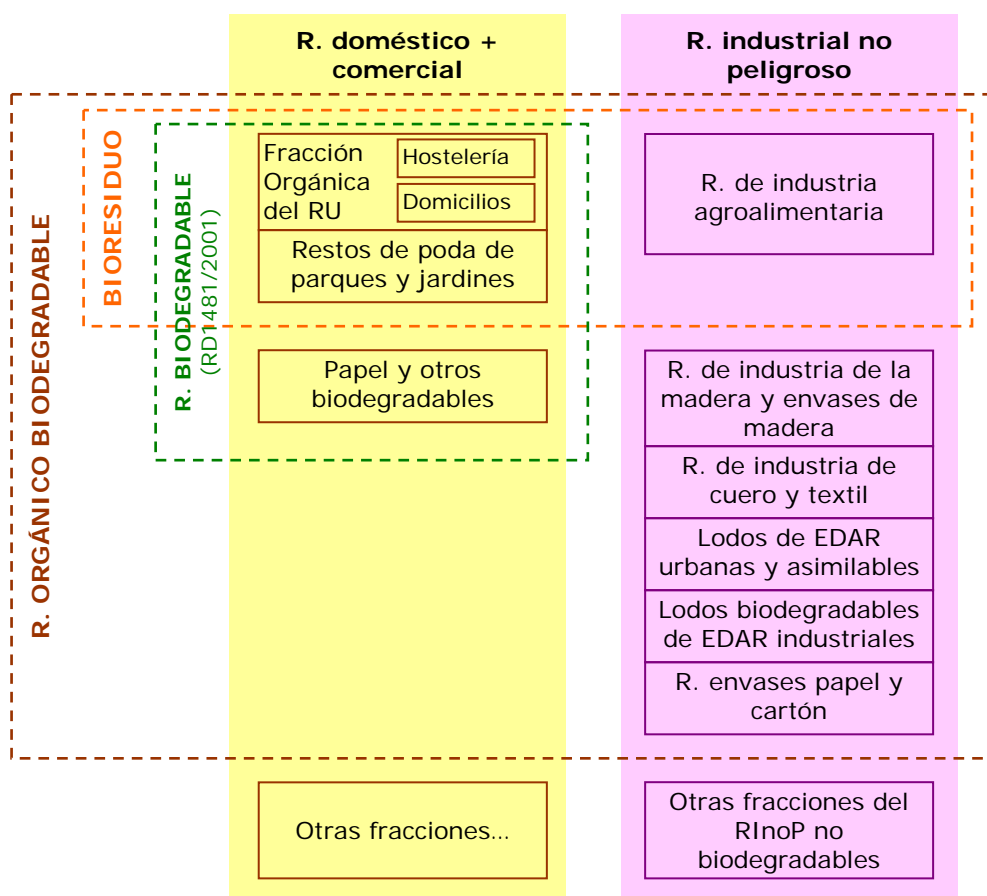 R. doméstico +
comercial
R. industrial no
peligroso
R. ORGÁNICO BIODEGRADABLE
BIORESIDUO
R. BIODEGRADABLE
(RD1481/2001)
Fracción
Orgánica
del RU
Hostelería
Domicilios
Restos de poda de
parques y jardines
R. de industria
agroalimentaria
Papel y otros
biodegradables
R. de industria de la
madera y envases de
madera
R. de industria de
cuero y textil
Lodos de EDAR
urbanas y asimilables
Lodos biodegradables
de EDAR industriales
R. envases papel y
cartón
Otras fracciones...
Otras fracciones del
RInoP no
biodegradables